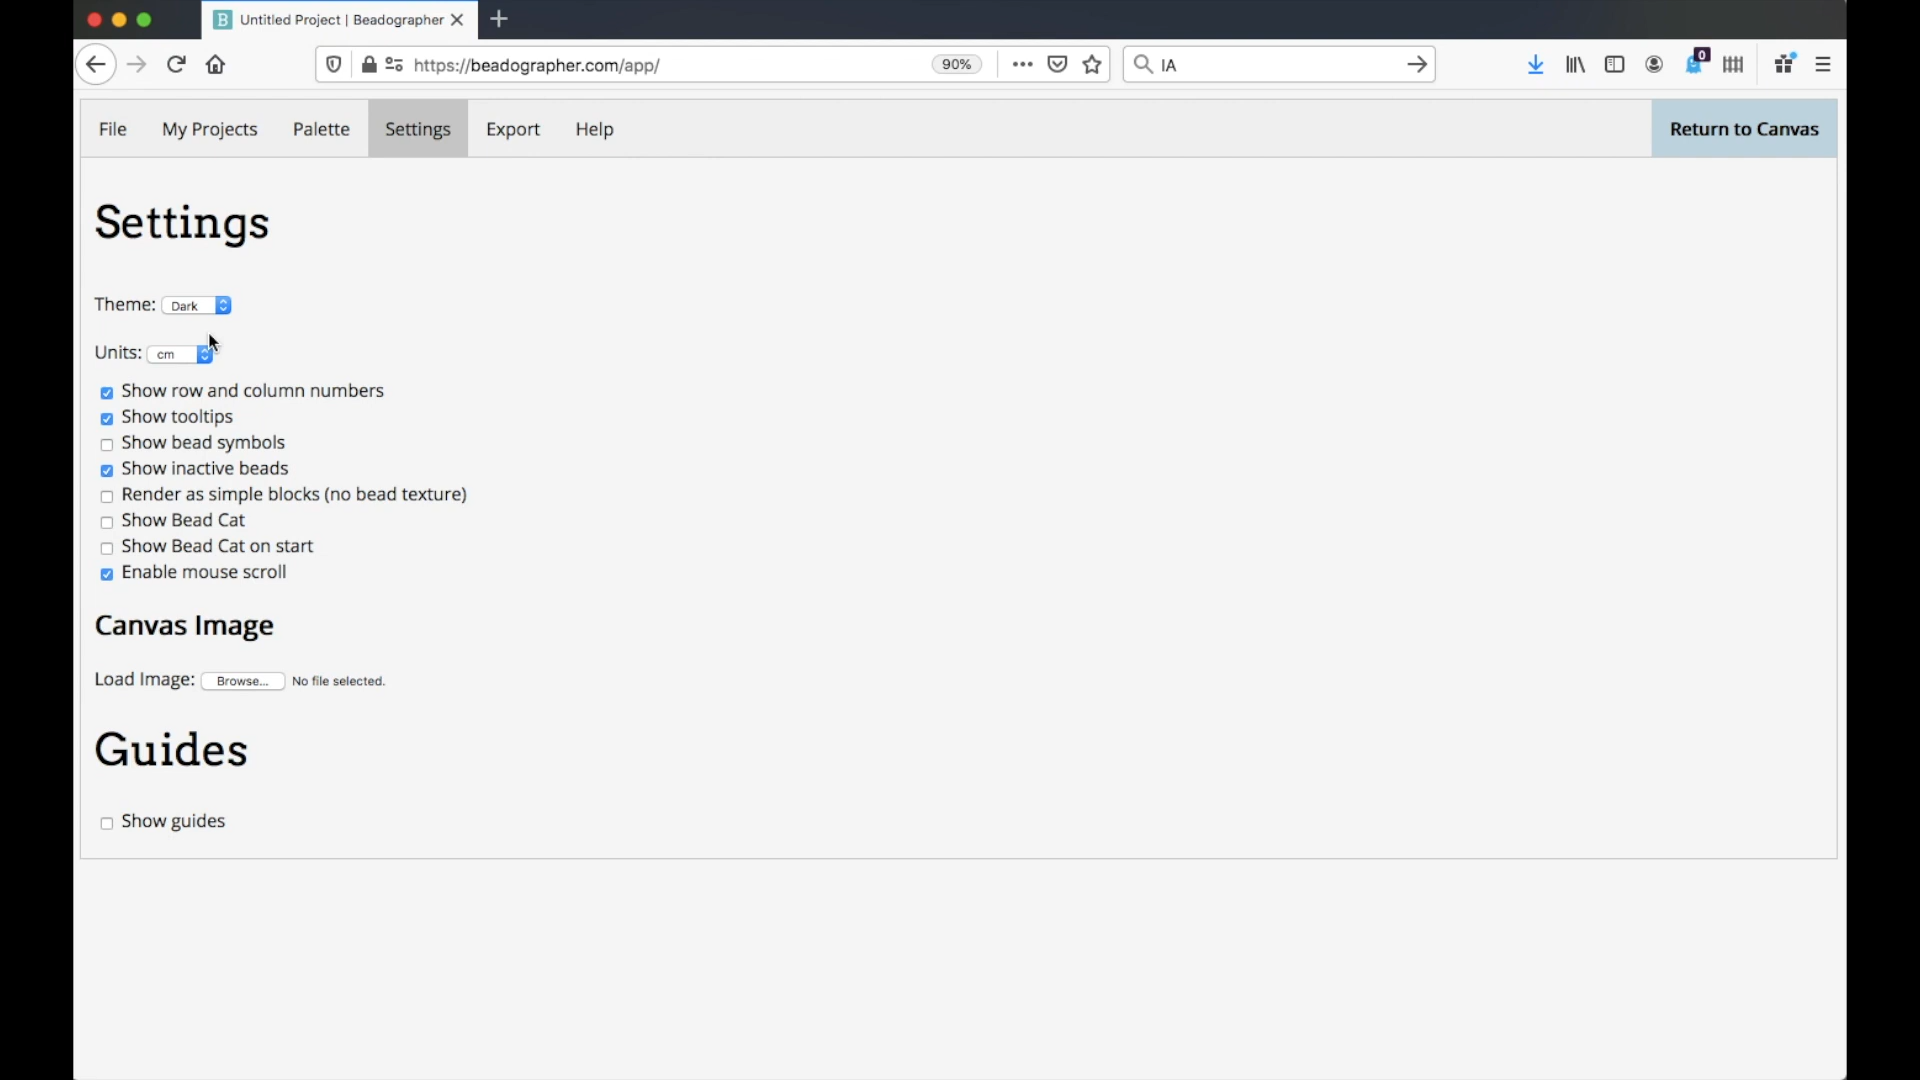 Untitled Project | Beadographer
https://beadographer.com/app/
90%
IA
0
File
My Projects
Palette
Settings
Export
Help
Return to Canvas
Settings
Theme: Dark
Units: cm
Show row and column numbers
Show tooltips
Show bead symbols
Show inactive beads
Render as simple blocks (no bead texture)
Show Bead Cat
Show Bead Cat on start
Enable mouse scroll
Canvas Image
Load Image: Browse... No file selected.
Guides
Show guides